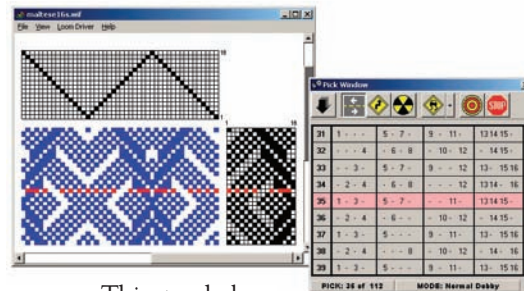 maltese16s.wif
File View Loom Driver Help
16
1
1 16
Pick Window
STOP
31 1 - - - 5 - 7 - 9 - 11 - 13 14 15 -
32 - - - 4 - 6 - 8 - 10 - 12 - 14 15 -
33 - - 3 - 5 - 7 - 9 - - 12 13 - 15 16
34 - 2 - 4 - 6 - 8 - - - 12 13 14 - 16
35 1 - 3 - 5 - 7 - - - 11 - 13 14 15 -
36 - 2 - 4 - 6 - - - 10 - 12 - 14 15 -
37 1 - 3 - 5 - - - 9 - 11 - 13 - 15 16
38 - 2 - 4 - - - 8 - 10 - 12 - 14 - 16
39 1 - 3 - 5 - - - 9 - 11 - 13 - 15 16
PICK: 35 of 112 MODE: Normal Dobby